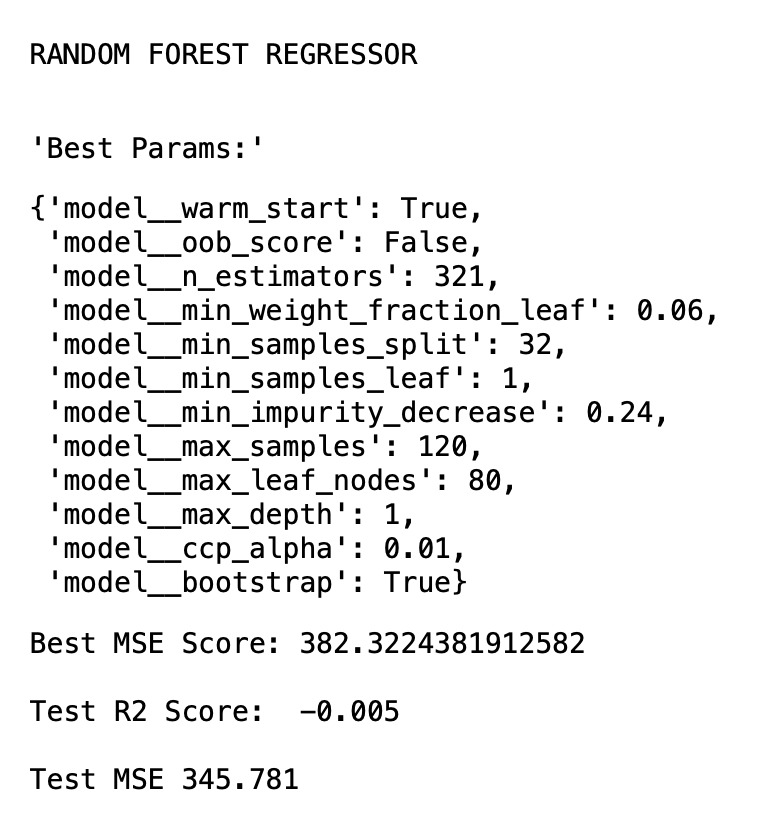 RANDOM FOREST REGRESSOR
'Best Params:'
{'model__warm_start': True,
 'model__oob_score': False,
 'model__n_estimators': 321,
 'model__min_weight_fraction_leaf': 0.06,
 'model__min_samples_split': 32,
 'model__min_samples_leaf': 1,
 'model__min_impurity_decrease': 0.24,
 'model__max_samples': 120,
 'model__max_leaf_nodes': 80,
 'model__max_depth': 1,
 'model__ccp_alpha': 0.01,
 'model__bootstrap': True}
Best MSE Score: 382.3224381912582
Test R2 Score:  -0.005
Test MSE 345.781